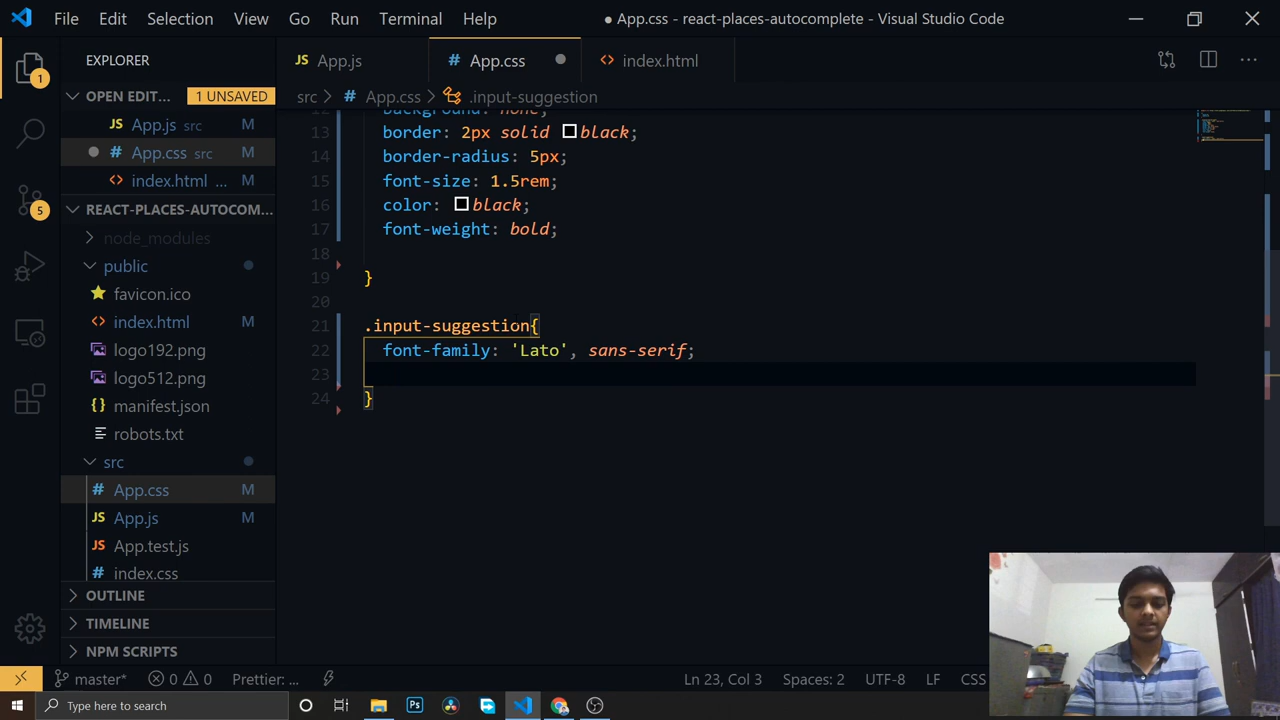 File Edit Selection View Go Run Terminal Help
● App.css - react-places-autocomplete - Visual Studio Code
EXPLORER
JS App.js
# App.css
<> index.html
src > # App.css > .input-suggestion
OPEN EDIT... 1 UNSAVED
JS App.js src M
# App.css src M
<> index.html ... M
REACT-PLACES-AUTOCOM...
node_modules
public
favicon.ico
<> index.html M
logo192.png
logo512.png
{} manifest.json
robots.txt
src
# App.css M
JS App.js M
JS App.test.js
# index.css
OUTLINE
TIMELINE
NPM SCRIPTS
1
5
12 background: none;
13 border: 2px solid black;
14 border-radius: 5px;
15 font-size: 1.5rem;
16 color: black;
17 font-weight: bold;
18
19 }
20
21 .input-suggestion{
22 font-family: 'Lato', sans-serif;
23
24 }
master* 0 0 Prettier: ... Ln 23, Col 3 Spaces: 2 UTF-8 LF CSS
Type here to search